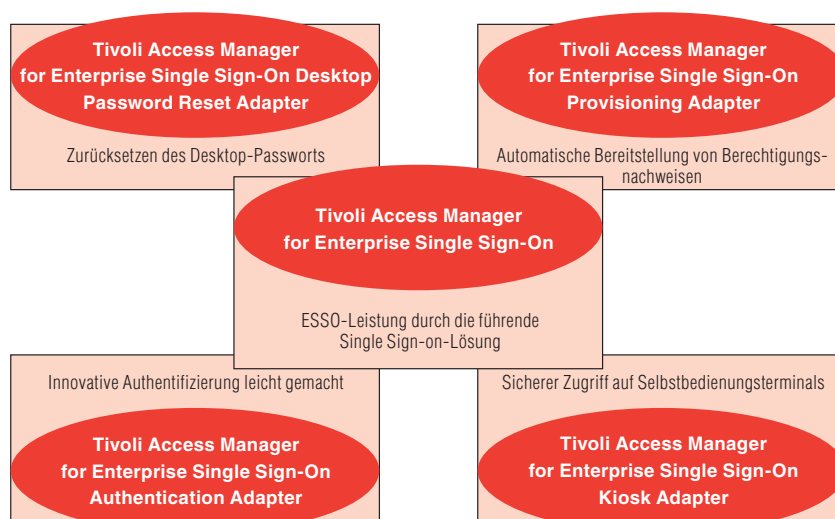 Tivoli Access Manager
for Enterprise Single Sign-On Desktop
Password Reset Adapter
Zurücksetzen des Desktop-Passworts
Tivoli Access Manager
for Enterprise Single Sign-On
Provisioning Adapter
Automatische Bereitstellung von Berechtigungs-
nachweisen
Tivoli Access Manager
for Enterprise Single Sign-On
ESSO-Leistung durch die führende
Single Sign-on-Lösung
Innovative Authentifizierung leicht gemacht
Tivoli Access Manager
for Enterprise Single Sign-On
Authentication Adapter
Sicherer Zugriff auf Selbstbedienungsterminals
Tivoli Access Manager
for Enterprise Single Sign-On
Kiosk Adapter